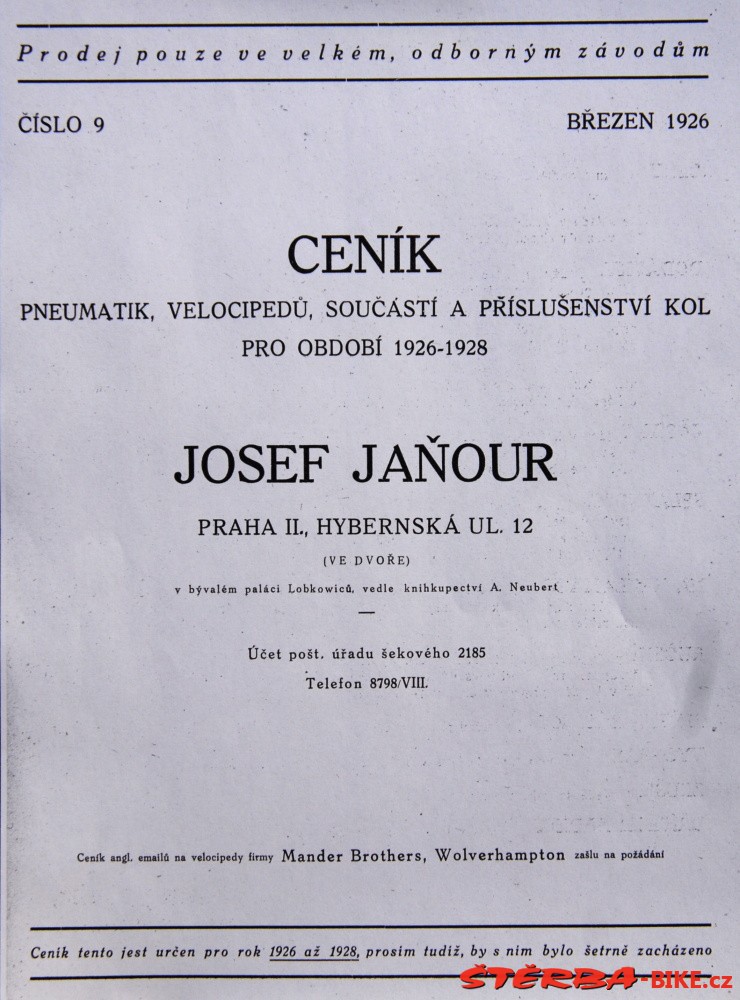 Prodej pouze ve velkém, odborným závodům
ČÍSLO 9
BŘEZEN 1926
CENÍK
PNEUMATIK, VELOCIPEDŮ, SOUČÁSTÍ A PŘÍSLUŠENSTVÍ KOL
PRO OBDOBÍ 1926-1928
JOSEF JAŇOUR
PRAHA II., HYBERNSKÁ UL. 12
(VE DVOŘE)
v bývalém paláci Lobkowiců, vedle knihkupectví A. Neubert
Účet pošt. úřadu šekového 2185
Telefon 8798/VIII.
Ceník angl. emailů na velocipedy firmy Mander Brothers, Wolverhampton zašlu na požádání
Ceník tento jest určen pro rok 1926 až 1928, prosím tudíž, by s ním bylo šetrně zacházeno
ŠTĚRBA-BIKE.cz